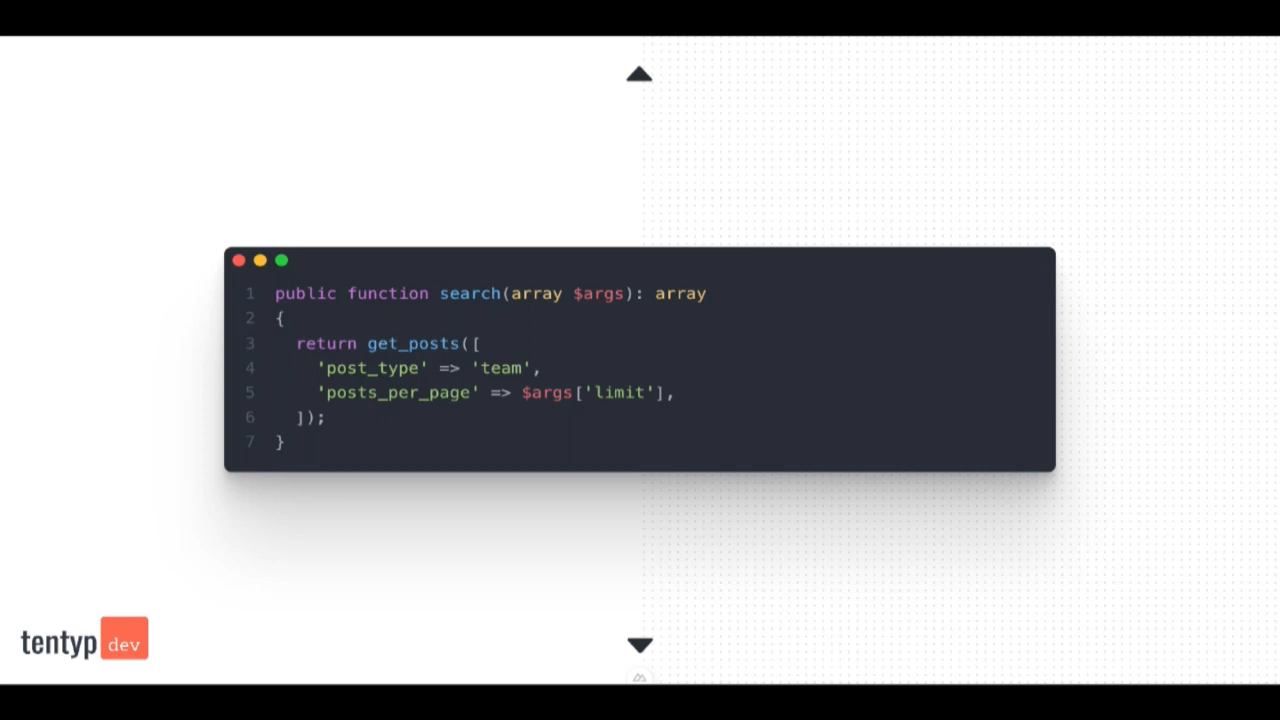 1 public function search(array $args): array
2 {
3   return get_posts([
4     'post_type' => 'team',
5     'posts_per_page' => $args['limit'],
6   ]);
7 }
tentyp dev